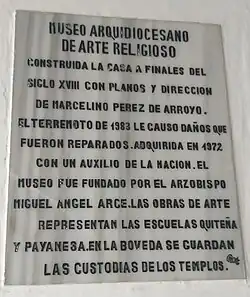 MUSEO ARQUIDIOCESANO
DE ARTE RELIGIOSO
CONSTRUIDA LA CASA A FINALES DEL
SIGLO XVIII CON PLANOS Y DIRECCION
DE MARCELINO PEREZ DE ARROYO.
EL TERREMOTO DE 1983 LE CAUSO DAÑOS QUE
FUERON REPARADOS. ADQUIRIDA EN 1972
CON UN AUXILIO DE LA NACION. EL
MUSEO FUE FUNDADO POR EL ARZOBISPO
MIGUEL ANGEL ARCE. LAS OBRAS DE ARTE
REPRESENTAN LAS ESCUELAS QUITEÑA
Y PAYANESA. EN LA BOVEDA SE GUARDAN
LAS CUSTODIAS DE LOS TEMPLOS.